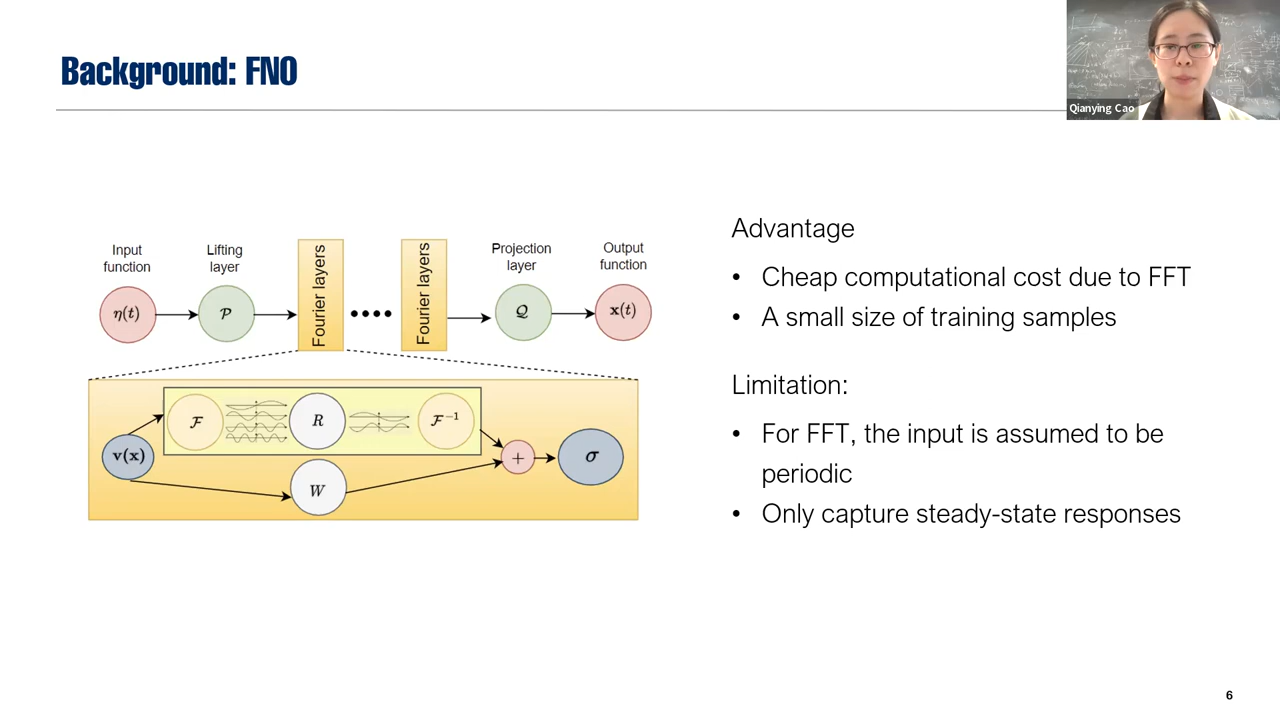 Background: FNO
Qianying Cao
Input
function
Lifting
layer
Fourier layers
Fourier layers
Projection
layer
Output
function
η(t)
𝒫
𝒬
x(t)
v(x)
ℱ
R
ℱ⁻¹
W
+
σ
Advantage
• Cheap computational cost due to FFT
• A small size of training samples
Limitation:
• For FFT, the input is assumed to be
periodic
• Only capture steady-state responses
6